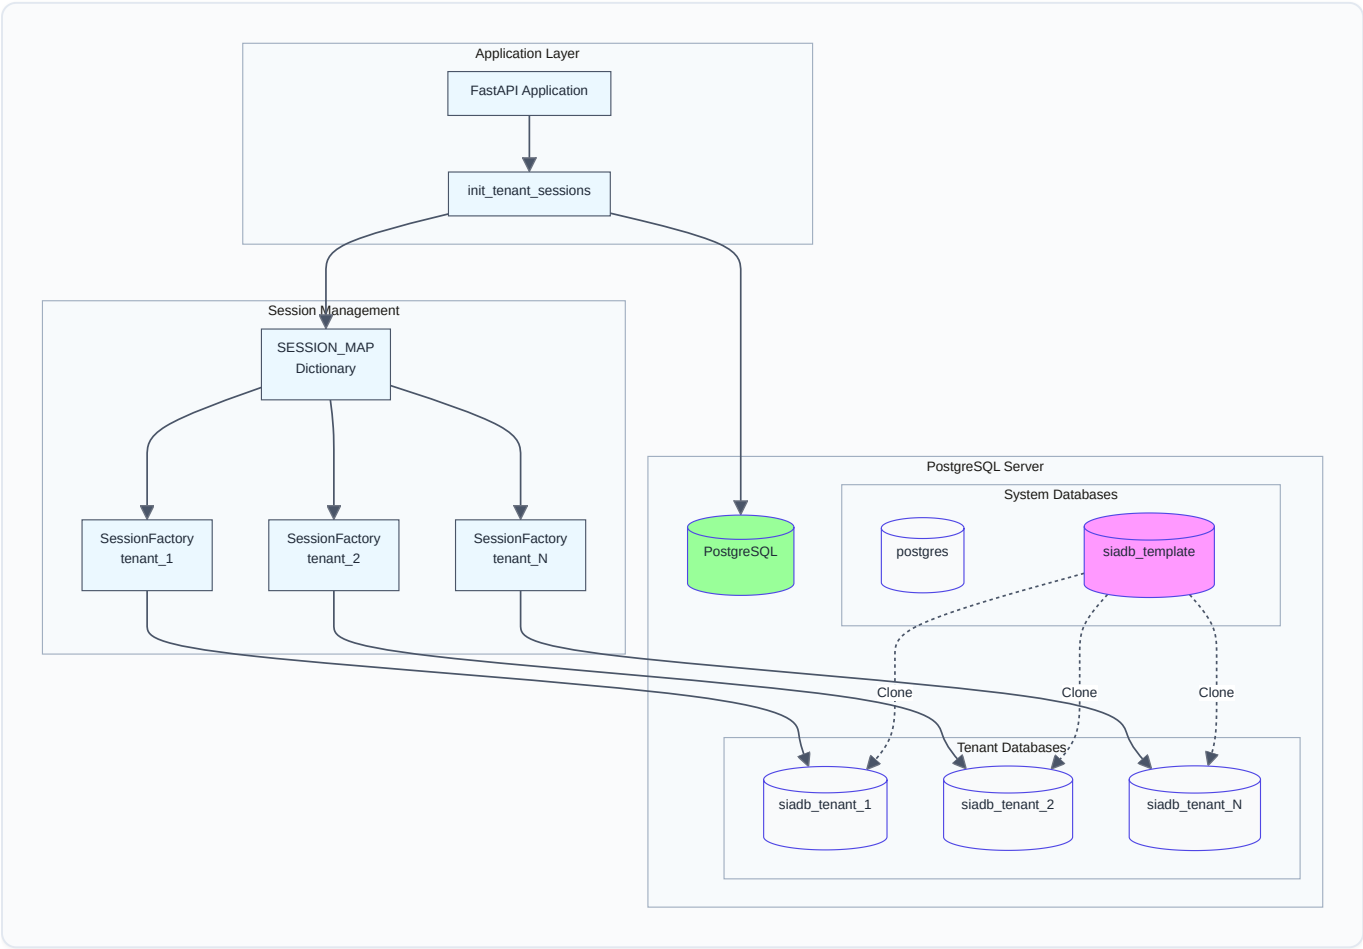 Application Layer
FastAPI Application
init_tenant_sessions
Session Management
SESSION_MAP
Dictionary
SessionFactory
tenant_1
SessionFactory
tenant_2
SessionFactory
tenant_N
PostgreSQL Server
System Databases
PostgreSQL
postgres
siadb_template
Clone
Clone
Clone
Tenant Databases
siadb_tenant_1
siadb_tenant_2
siadb_tenant_N